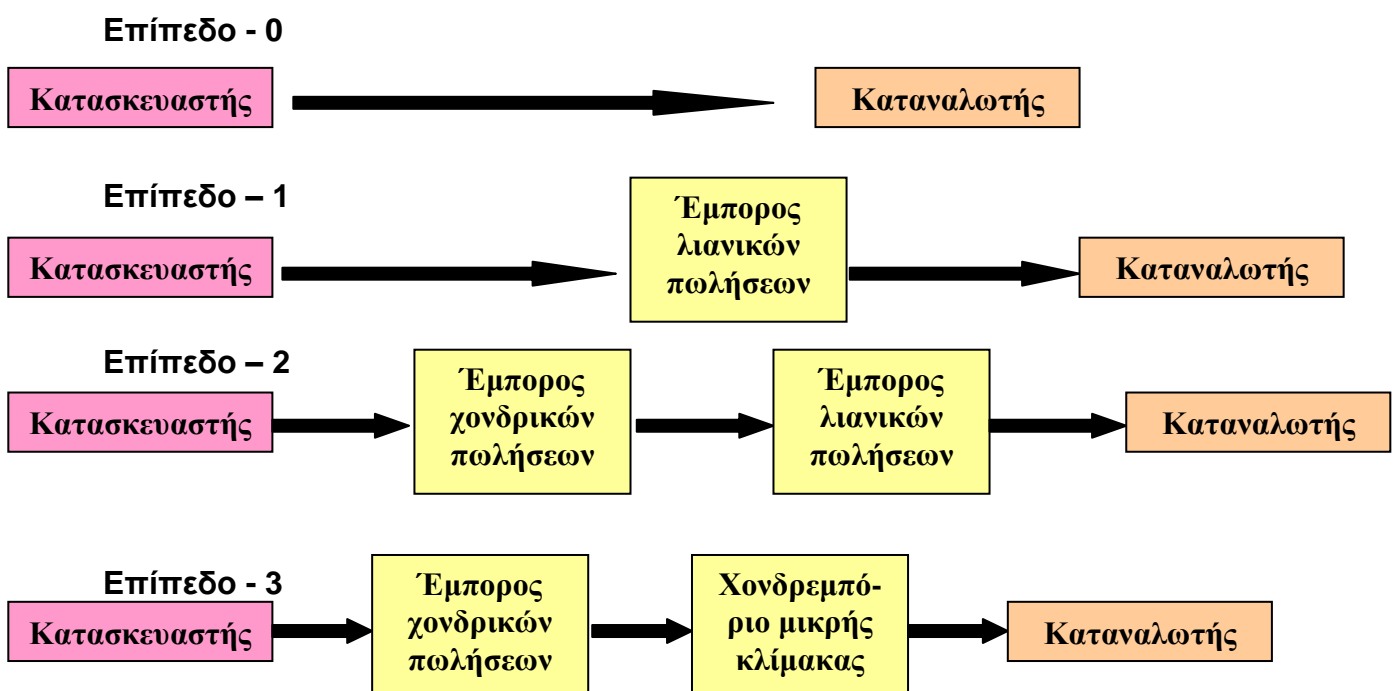 Επίπεδο - 0
Κατασκευαστής
Καταναλωτής
Επίπεδο – 1
Κατασκευαστής
Έμπορος
λιανικών
πωλήσεων
Καταναλωτής
Επίπεδο – 2
Κατασκευαστής
Έμπορος
χονδρικών
πωλήσεων
Έμπορος
λιανικών
πωλήσεων
Καταναλωτής
Επίπεδο - 3
Κατασκευαστής
Έμπορος
χονδρικών
πωλήσεων
Χονδρεμπό-
ριο μικρής
κλίμακας
Καταναλωτής